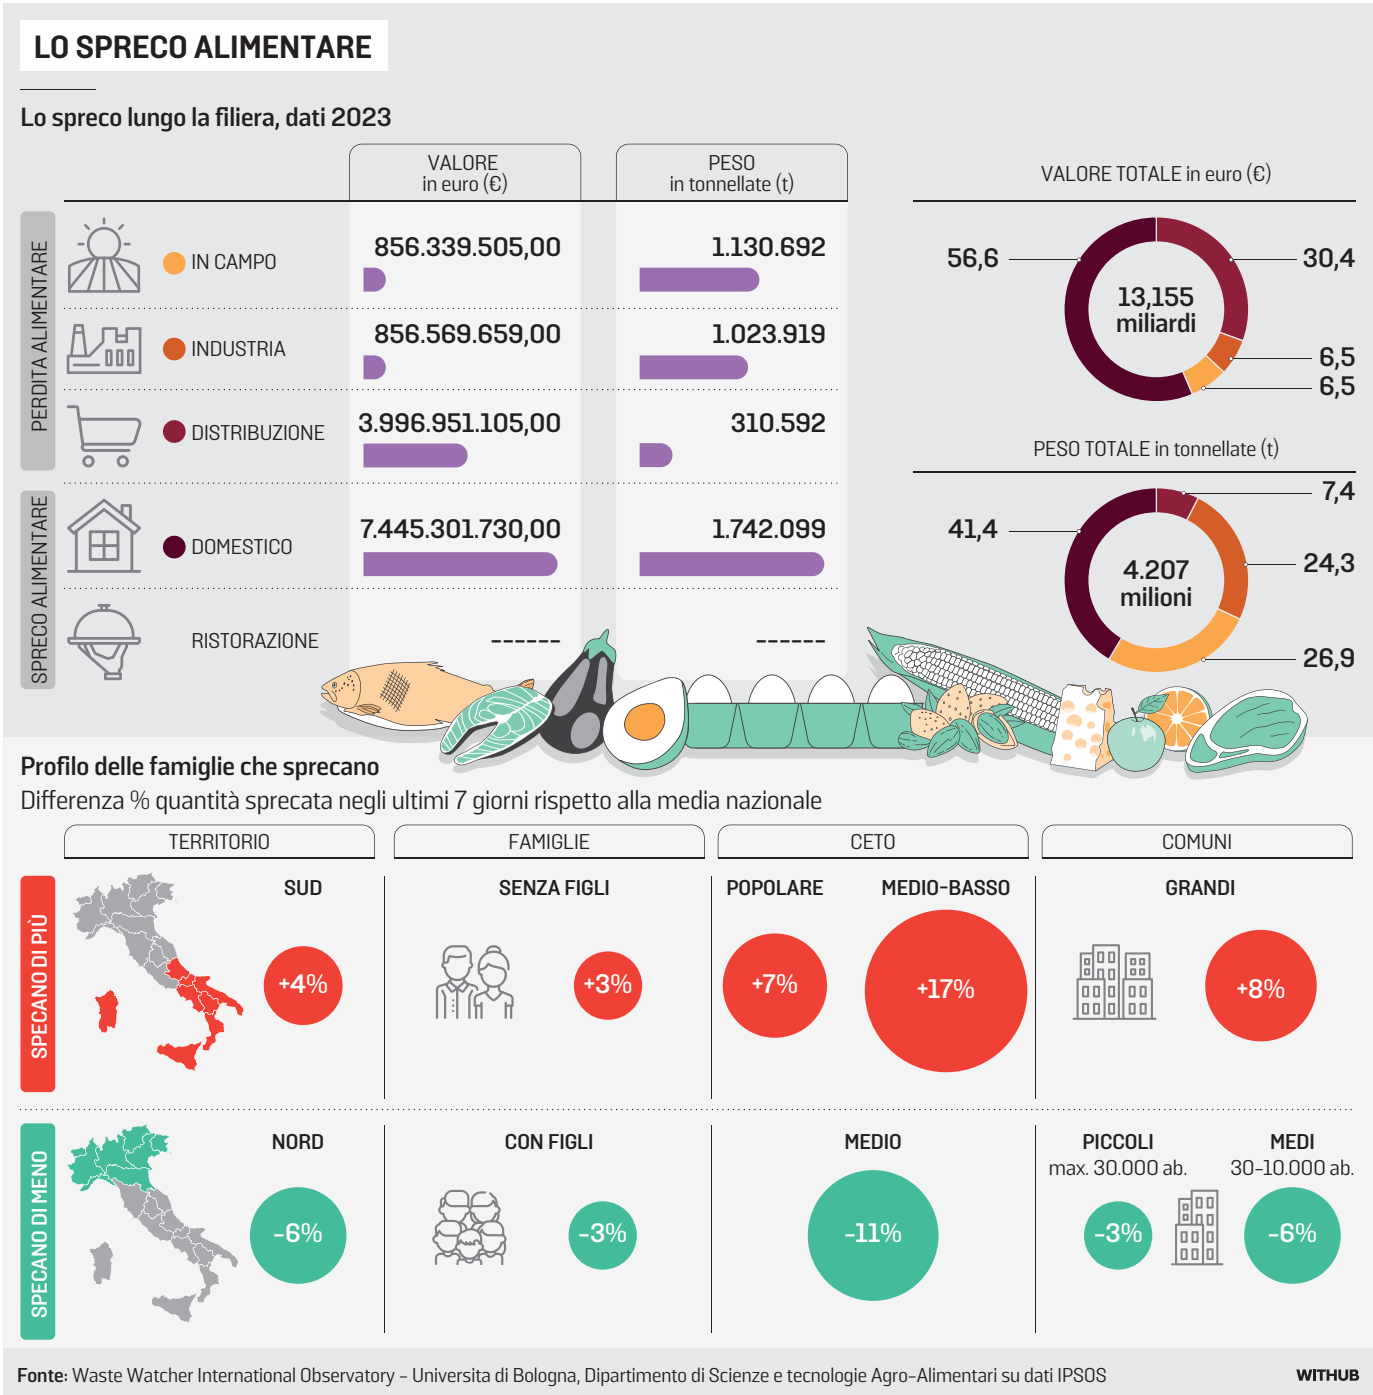 LO SPRECO ALIMENTARE
Lo spreco lungo la filiera, dati 2023
VALORE
in euro (€)
PESO
in tonnellate (t)
PERDITA ALIMENTARE
IN CAMPO
856.339.505,00
1.130.692
INDUSTRIA
856.569.659,00
1.023.919
DISTRIBUZIONE
3.996.951.105,00
310.592
SPRECO ALIMENTARE
DOMESTICO
7.445.301.730,00
1.742.099
RISTORAZIONE
------
------
VALORE TOTALE in euro (€)
56,6
30,4
13,155
miliardi
6,5
6,5
PESO TOTALE in tonnellate (t)
7,4
41,4
24,3
4.207
milioni
26,9
Profilo delle famiglie che sprecano
Differenza % quantità sprecata negli ultimi 7 giorni rispetto alla media nazionale
TERRITORIO
FAMIGLIE
CETO
COMUNI
SPECANO DI PIÙ
SUD
+4%
SENZA FIGLI
+3%
POPOLARE
+7%
MEDIO-BASSO
+17%
GRANDI
+8%
SPECANO DI MENO
NORD
-6%
CON FIGLI
-3%
MEDIO
-11%
PICCOLI
max. 30.000 ab.
-3%
MEDI
30-10.000 ab.
-6%
Fonte: Waste Watcher International Observatory - Universita di Bologna, Dipartimento di Scienze e tecnologie Agro-Alimentari su dati IPSOS
WITHUB